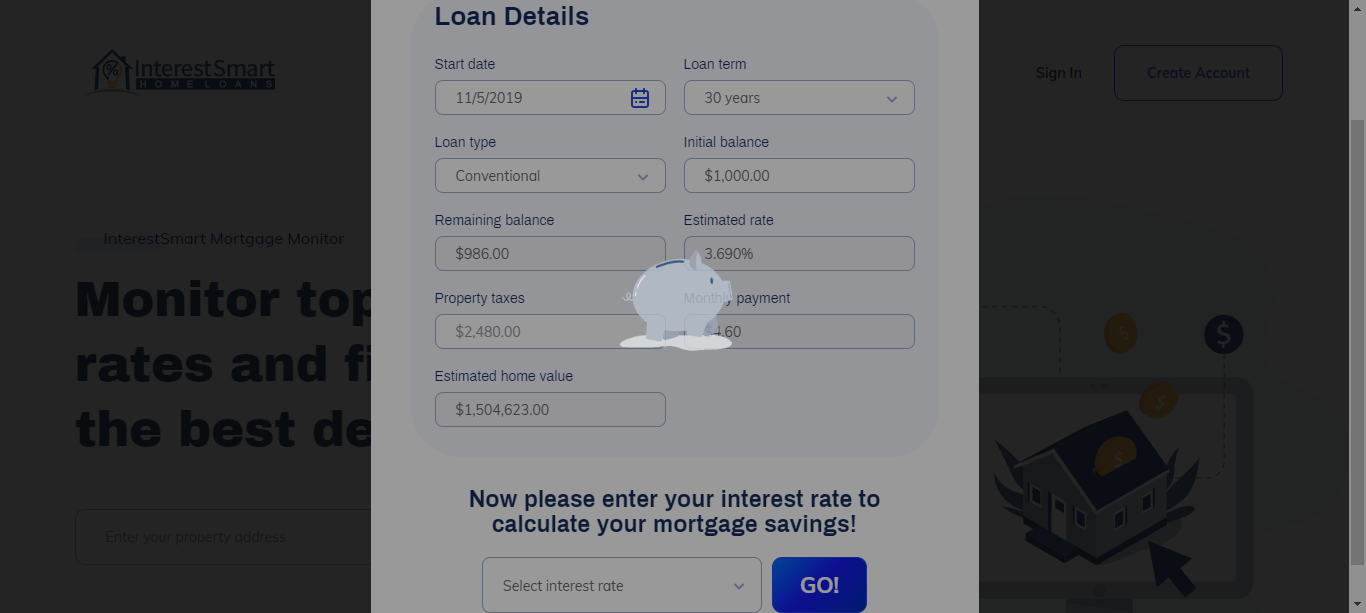 Loan Details
InterestSmart
HOME LOANS
Sign In
Create Account
Start date
Loan term
11/5/2019
30 years
Loan type
Initial balance
Conventional
$1,000.00
Remaining balance
Estimated rate
$986.00
3.690%
Property taxes
Monthly payment
$2,480.00
$4.60
Estimated home value
$1,504,623.00
InterestSmart Mortgage Monitor
Monitor top
rates and fi
the best de
Enter your property address
Now please enter your interest rate to
calculate your mortgage savings!
Select interest rate
GO!